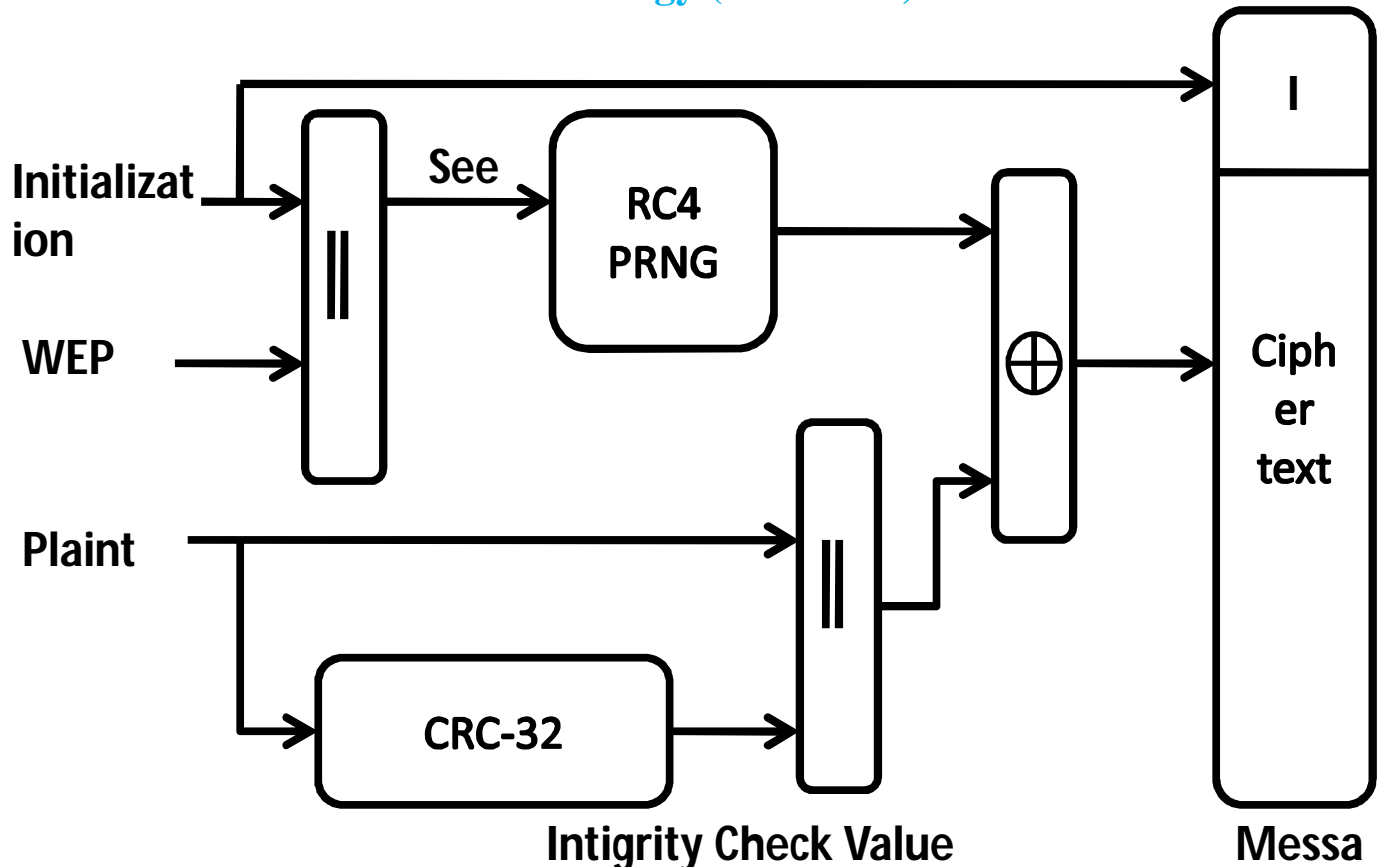 I
Initializat
ion
See
RC4
PRNG
WEP
Ciph
er
text
Plaint
CRC-32
Intigrity Check Value
Messa